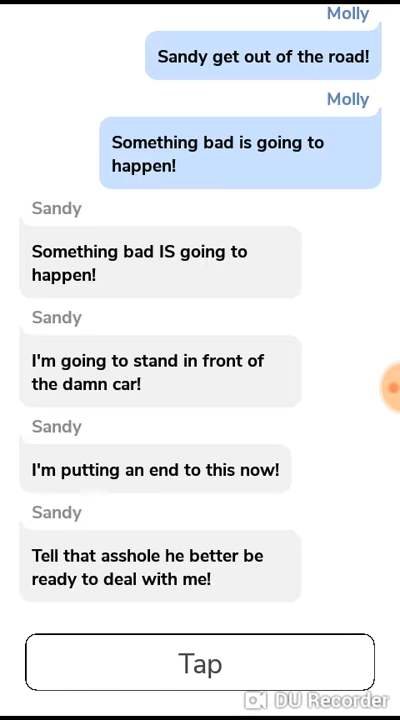 Molly
Sandy get out of the road!
Molly
Something bad is going to
happen!
Sandy
Something bad IS going to
happen!
Sandy
I'm going to stand in front of
the damn car!
Sandy
I'm putting an end to this now!
Sandy
Tell that asshole he better be
ready to deal with me!
Tap
DU Recorder